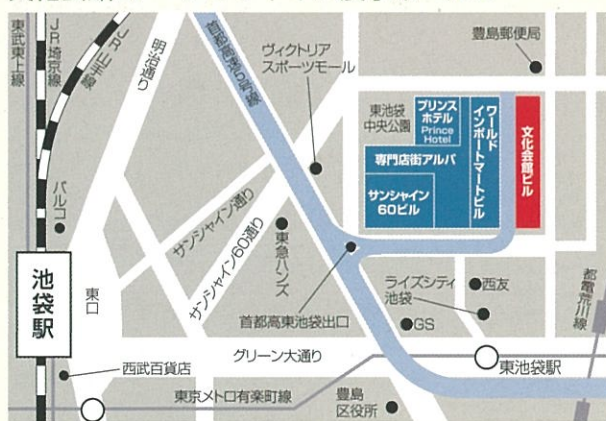 東武東上線
JR埼京線
JR山手線
明治通り
首都高速5号線
ヴィクトリア
スポーツモール
豊島郵便局
東池袋
中央公園
プリンス
ホテル
Prince
Hotel
ワールド
インポートマートビル
文化会館ビル
専門店街アルパ
サンシャイン
60ビル
パルコ
サンシャイン通り
サンシャイン60通り
東急ハンズ
池袋駅
東口
首都高東池袋出口
ライズシティ
池袋
西友
GS
都電荒川線
グリーン大通り
東池袋駅
西武百貨店
東京メトロ有楽町線
豊島
区役所